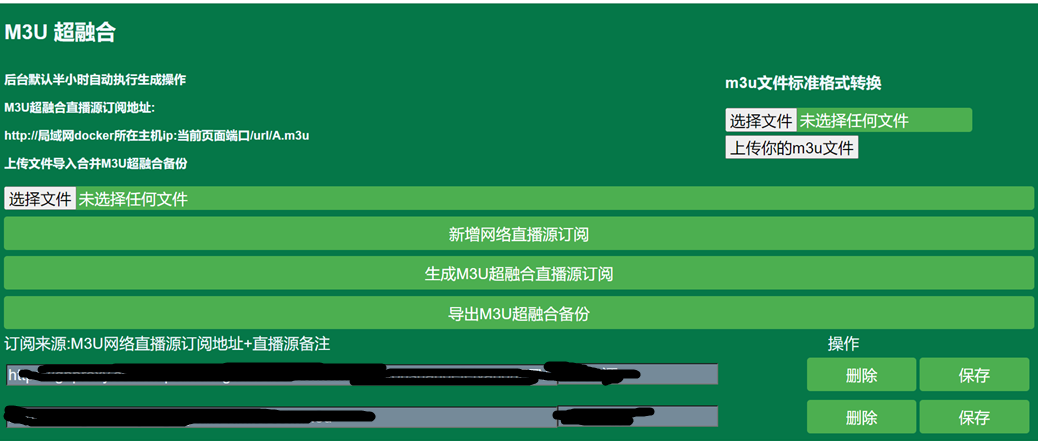 M3U 超融合
后台默认半小时自动执行生成操作
M3U超融合直播源订阅地址:
http://局域网docker所在主机ip:当前页面端口/url/A.m3u
上传文件导入合并M3U超融合备份
m3u文件标准格式转换
选择文件 未选择任何文件
上传你的m3u文件
选择文件 未选择任何文件
新增网络直播源订阅
生成M3U超融合直播源订阅
导出M3U超融合备份
订阅来源:M3U网络直播源订阅地址+直播源备注 操作
删除 保存
删除 保存